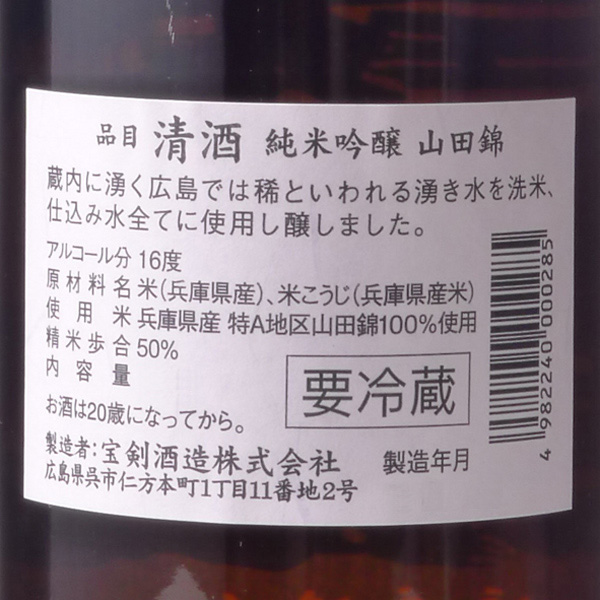 品目 清酒 純米吟醸 山田錦
蔵内に湧く広島では稀といわれる湧き水を洗米、
仕込み水全てに使用し醸しました。
アルコール分 16度
原材料名 米(兵庫県産)、米こうじ(兵庫県産米)
使用米 兵庫県産 特A地区山田錦100%使用
精米歩合 50%
内容量
要冷蔵
お酒は20歳になってから。
製造者:宝剣酒造株式会社 製造年月
広島県呉市仁方本町1丁目11番地2号
4 982240 000285